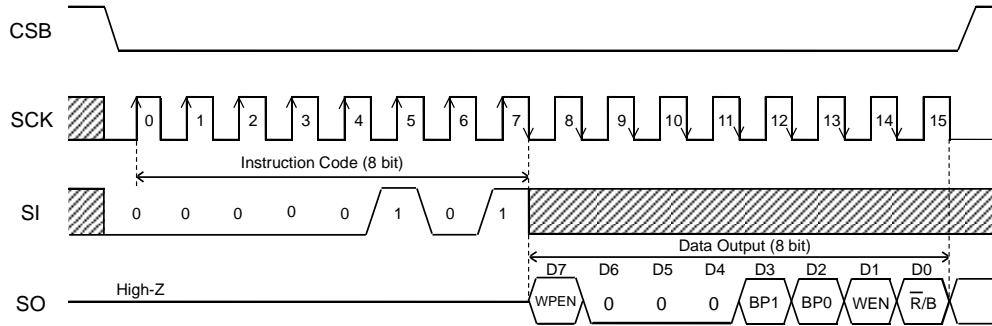 CSB
SCK
0 1 2 3 4 5 6 7 8 9 10 11 12 13 14 15
Instruction Code (8 bit)
SI
0 0 0 0 0 1 0 1
Data Output (8 bit)
D7 D6 D5 D4 D3 D2 D1 D0
SO
High-Z
WPEN 0 0 0 BP1 BP0 WEN R̅/B